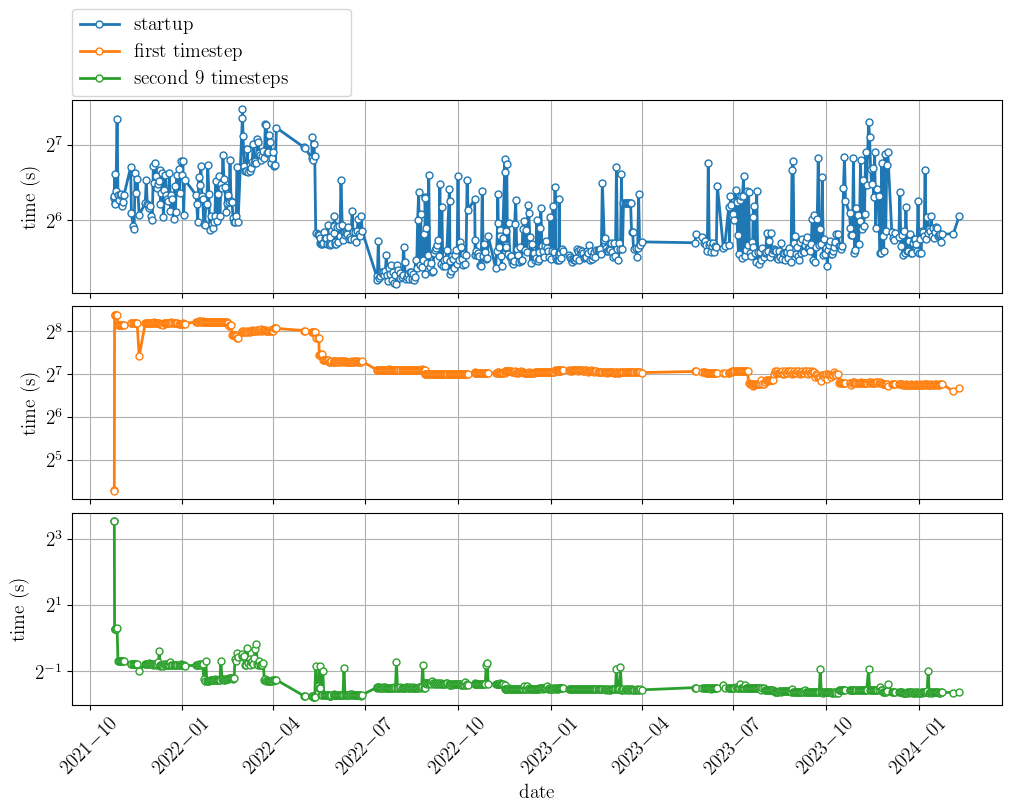 startup
first timestep
second 9 timesteps
2^7
2^6
time (s)
2^8
2^7
2^6
2^5
time (s)
2^3
2^1
2^−1
time (s)
2021−10
2022−01
2022−04
2022−07
2022−10
2023−01
2023−04
2023−07
2023−10
2024−01
date